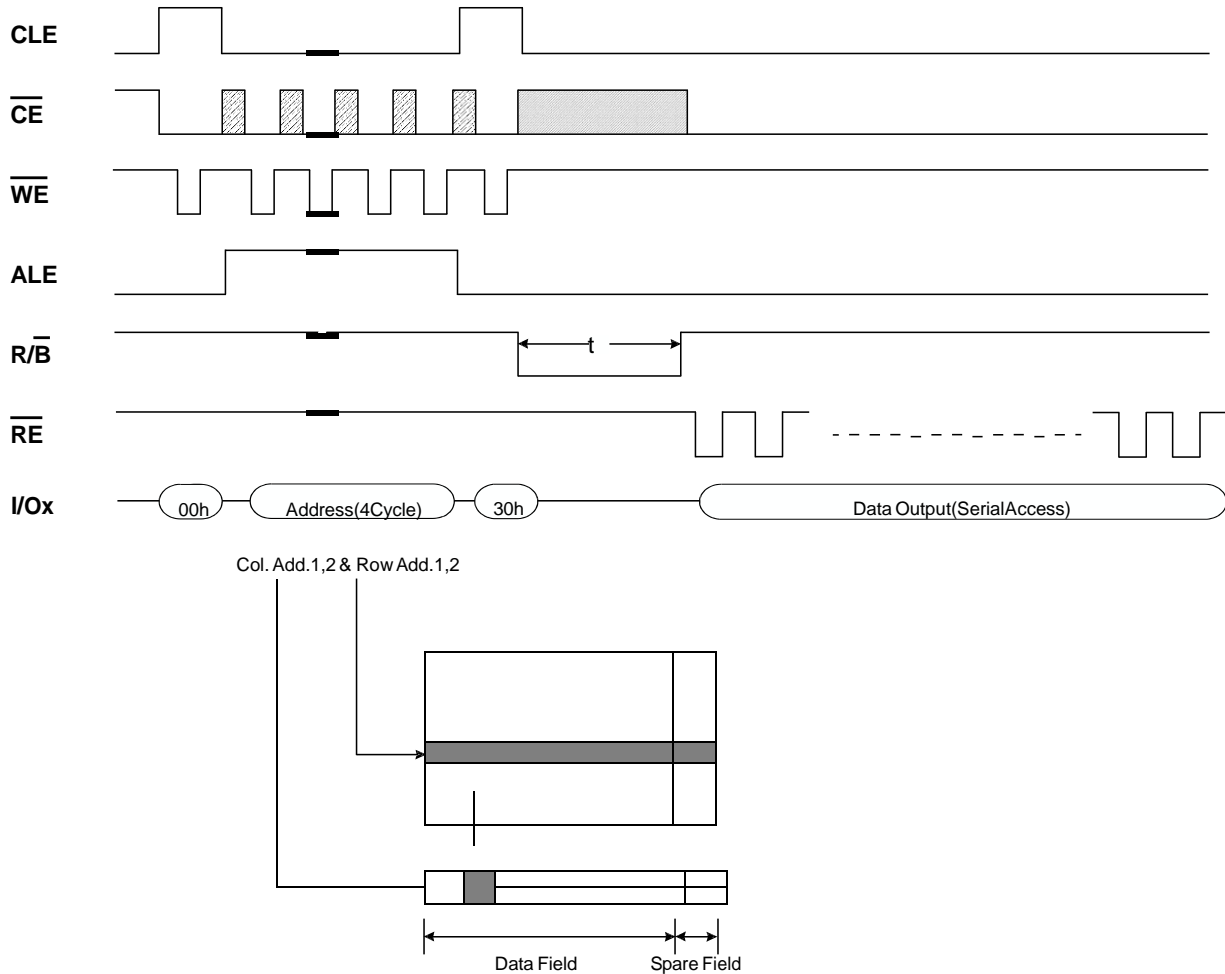 CLE
CE
WE
ALE
R/B
t
RE
I/Ox
00h
Address(4Cycle)
30h
Data Output(SerialAccess)
Col. Add.1,2 & Row Add.1,2
Data Field
Spare Field